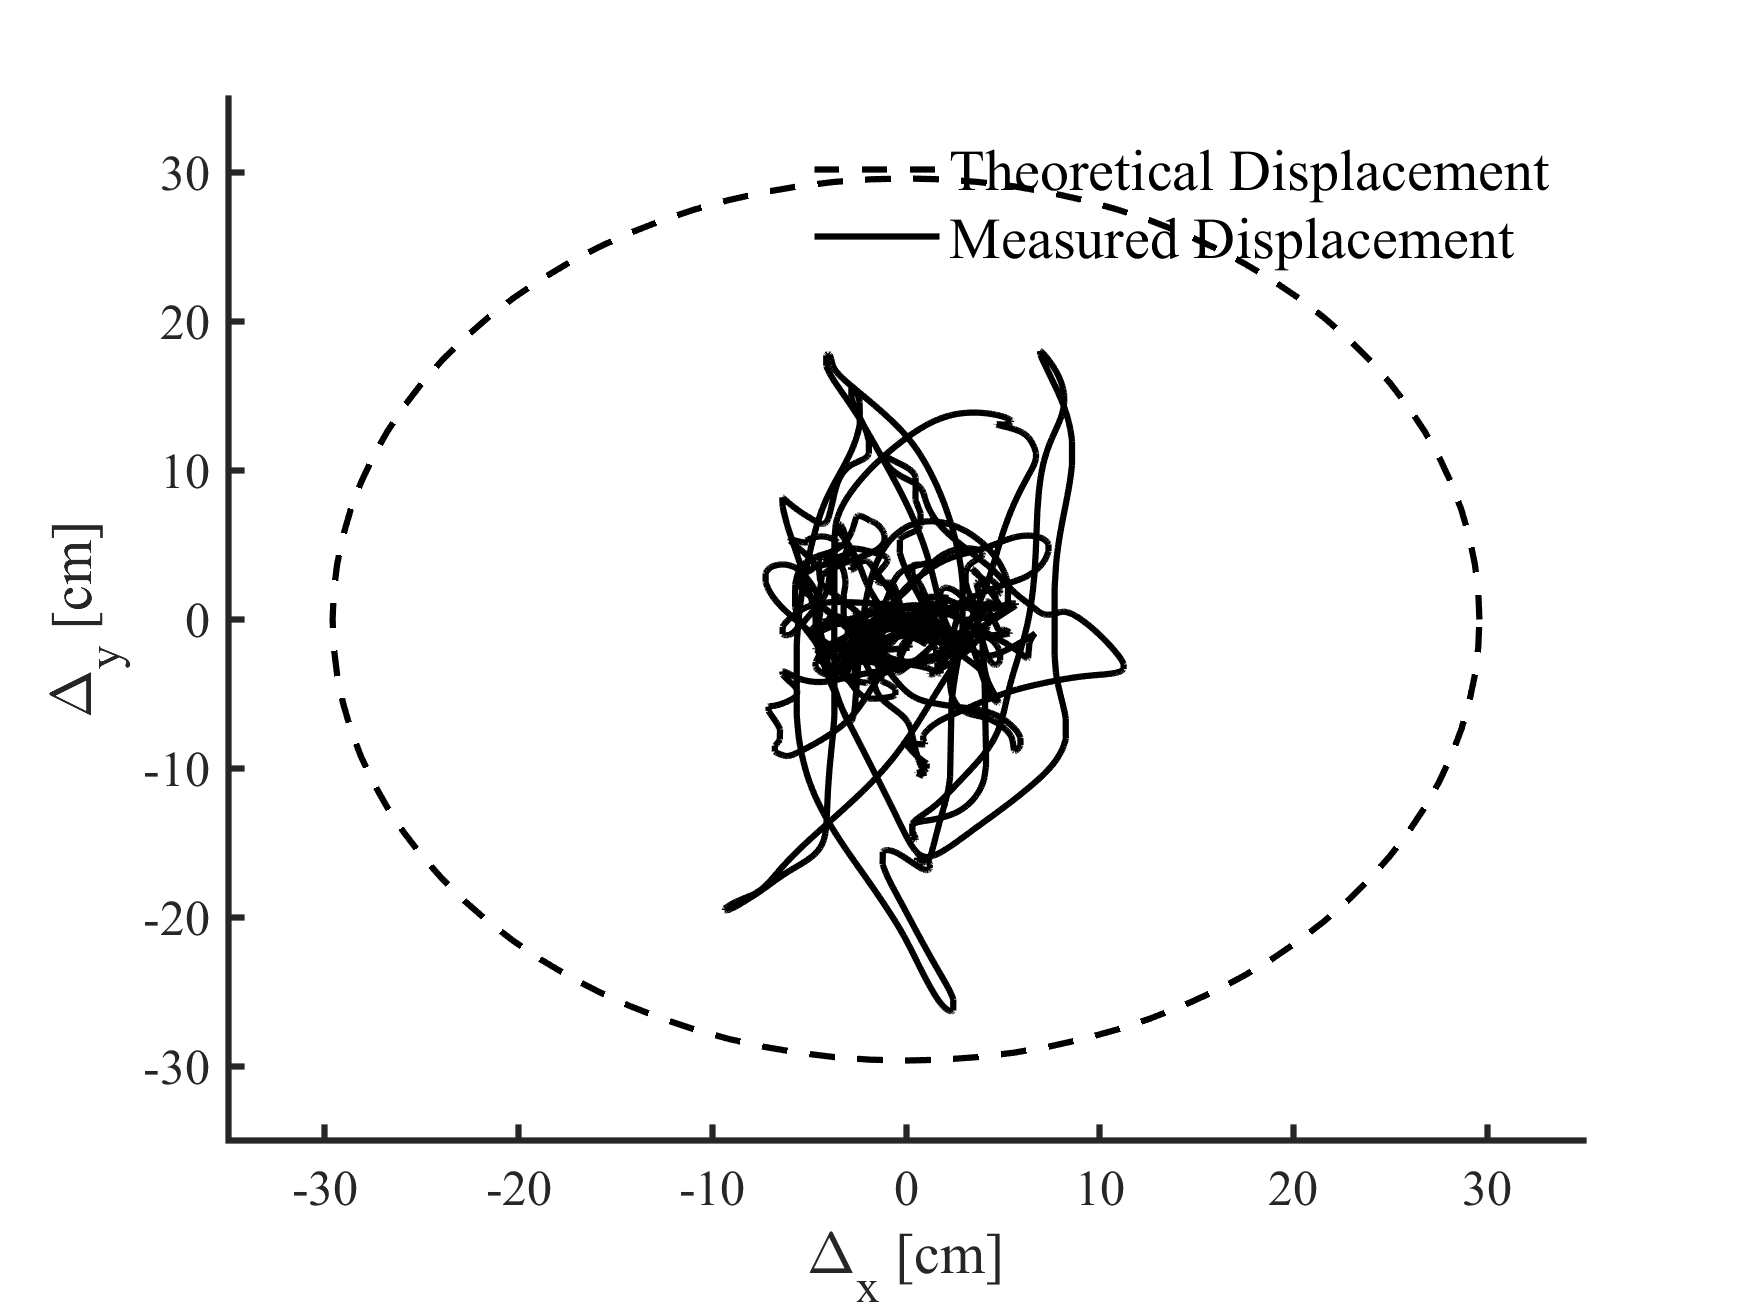 Theoretical Displacement
Measured Displacement
30
20
10
0
-10
-20
-30
Δy [cm]
-30 -20 -10 0 10 20 30
Δx [cm]